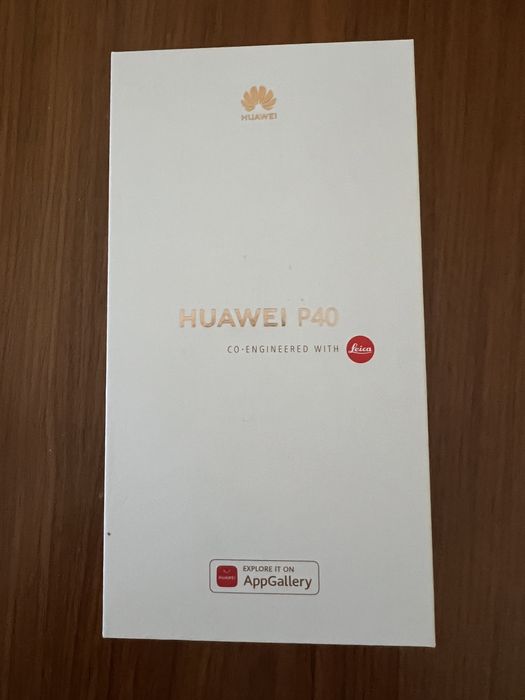 HUAWEI
HUAWEI P40
CO-ENGINEERED WITH Leica
EXPLORE IT ON
HUAWEI AppGallery